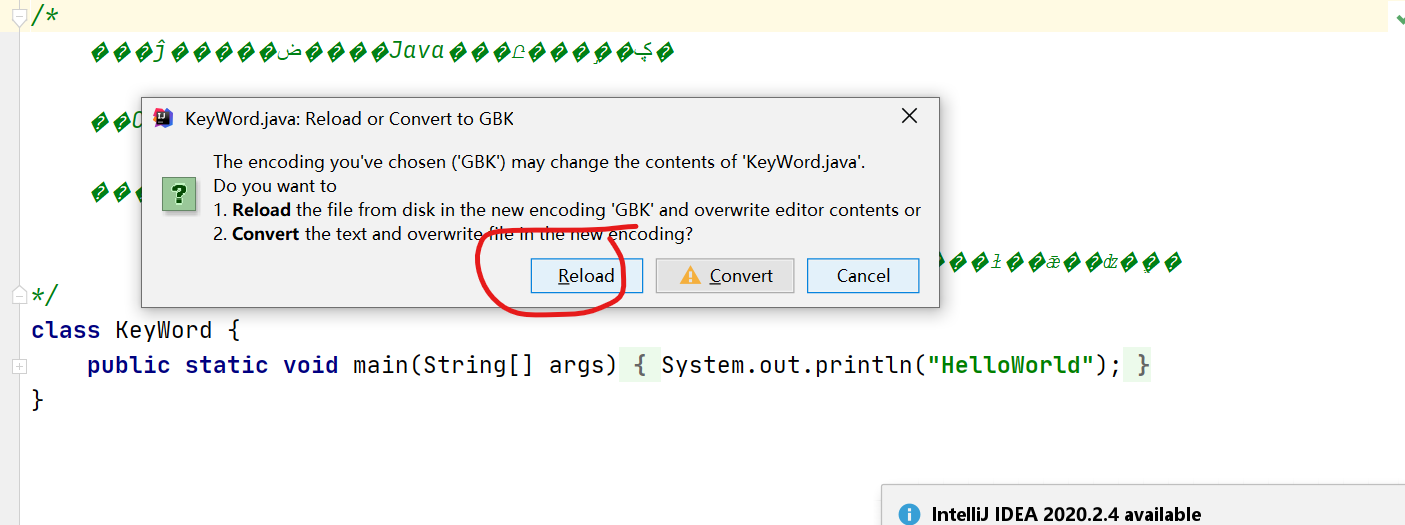 /*
Java
KeyWord.java: Reload or Convert to GBK
The encoding you've chosen ('GBK') may change the contents of 'KeyWord.java'.
Do you want to
1. Reload the file from disk in the new encoding 'GBK' and overwrite editor contents or
2. Convert the text and overwrite file in the new encoding?
Reload Convert Cancel
*/
class KeyWord {
public static void main(String[] args) { System.out.println("HelloWorld"); }
}
IntelliJ IDEA 2020.2.4 available